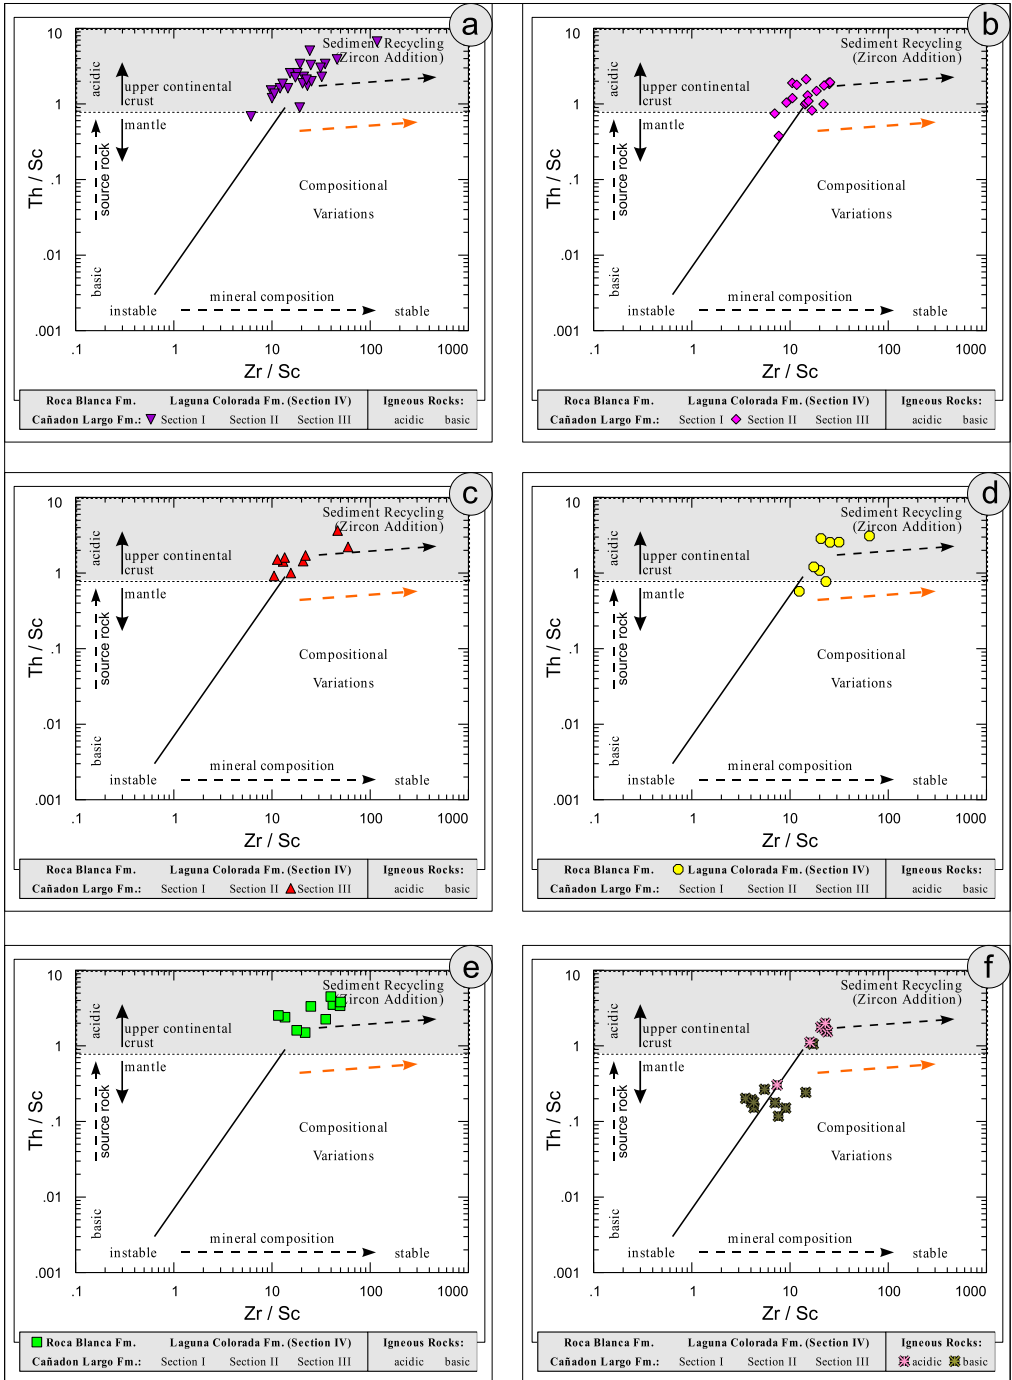 a
10
1
.1
.01
.001
Th / Sc
acidic
source rock
basic
Sediment Recycling
(Zircon Addition)
upper continental
crust
mantle
Compositional
Variations
mineral composition
instable
stable
.1
1
10
100
1000
Zr / Sc
Roca Blanca Fm. Laguna Colorada Fm. (Section IV) Igneous Rocks:
Cañadon Largo Fm.: Section I Section II Section III acidic basic
b
10
1
.1
.01
.001
Th / Sc
acidic
source rock
basic
Sediment Recycling
(Zircon Addition)
upper continental
crust
mantle
Compositional
Variations
mineral composition
instable
stable
.1
1
10
100
1000
Zr / Sc
Roca Blanca Fm. Laguna Colorada Fm. (Section IV) Igneous Rocks:
Cañadon Largo Fm.: Section I Section II Section III acidic basic
c
10
1
.1
.01
.001
Th / Sc
acidic
source rock
basic
Sediment Recycling
(Zircon Addition)
upper continental
crust
mantle
Compositional
Variations
mineral composition
instable
stable
.1
1
10
100
1000
Zr / Sc
Roca Blanca Fm. Laguna Colorada Fm. (Section IV) Igneous Rocks:
Cañadon Largo Fm.: Section I Section II Section III acidic basic
d
10
1
.1
.01
.001
Th / Sc
acidic
source rock
basic
Sediment Recycling
(Zircon Addition)
upper continental
crust
mantle
Compositional
Variations
mineral composition
instable
stable
.1
1
10
100
1000
Zr / Sc
Roca Blanca Fm. Laguna Colorada Fm. (Section IV) Igneous Rocks:
Cañadon Largo Fm.: Section I Section II Section III acidic basic
e
10
1
.1
.01
.001
Th / Sc
acidic
source rock
basic
Sediment Recycling
(Zircon Addition)
upper continental
crust
mantle
Compositional
Variations
mineral composition
instable
stable
.1
1
10
100
1000
Zr / Sc
Roca Blanca Fm. Laguna Colorada Fm. (Section IV) Igneous Rocks:
Cañadon Largo Fm.: Section I Section II Section III acidic basic
f
10
1
.1
.01
.001
Th / Sc
acidic
source rock
basic
Sediment Recycling
(Zircon Addition)
upper continental
crust
mantle
Compositional
Variations
mineral composition
instable
stable
.1
1
10
100
1000
Zr / Sc
Roca Blanca Fm. Laguna Colorada Fm. (Section IV) Igneous Rocks:
Cañadon Largo Fm.: Section I Section II Section III acidic basic